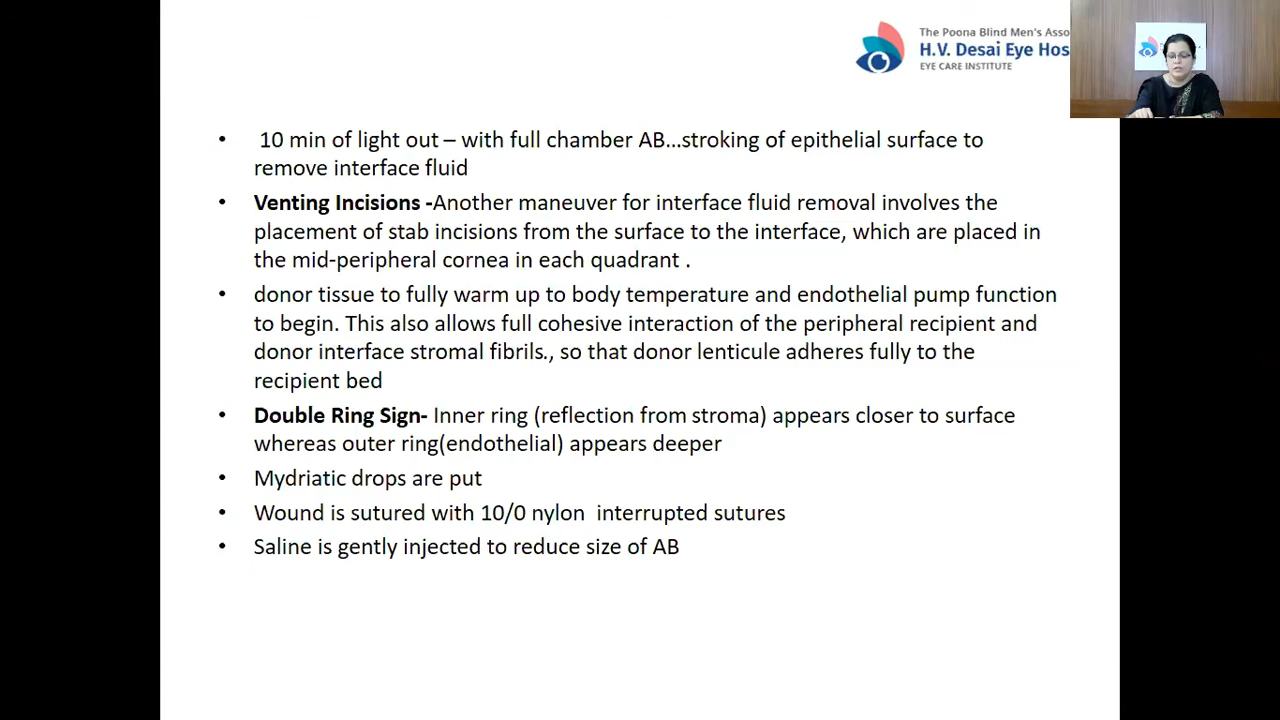 The Poona Blind Men's Asso
H.V. Desai Eye Hos
EYE CARE INSTITUTE
• 10 min of light out – with full chamber AB...stroking of epithelial surface to
remove interface fluid
• Venting Incisions -Another maneuver for interface fluid removal involves the
placement of stab incisions from the surface to the interface, which are placed in
the mid-peripheral cornea in each quadrant .
• donor tissue to fully warm up to body temperature and endothelial pump function
to begin. This also allows full cohesive interaction of the peripheral recipient and
donor interface stromal fibrils., so that donor lenticule adheres fully to the
recipient bed
• Double Ring Sign- Inner ring (reflection from stroma) appears closer to surface
whereas outer ring(endothelial) appears deeper
• Mydriatic drops are put
• Wound is sutured with 10/0 nylon interrupted sutures
• Saline is gently injected to reduce size of AB